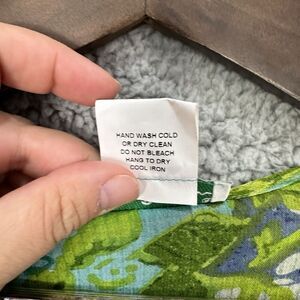 HAND WASH COLD
OR DRY CLEAN
DO NOT BLEACH
HANG TO DRY
COOL IRON